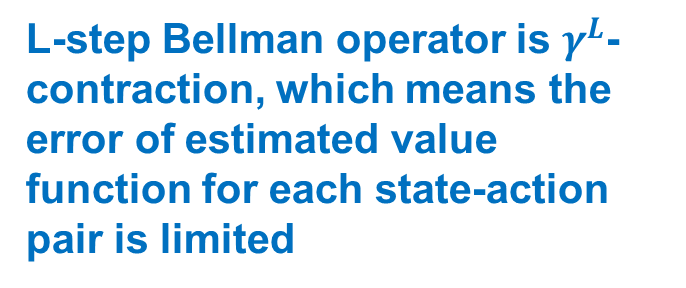 L-step Bellman operator is γᴸ-
contraction, which means the
error of estimated value
function for each state-action
pair is limited